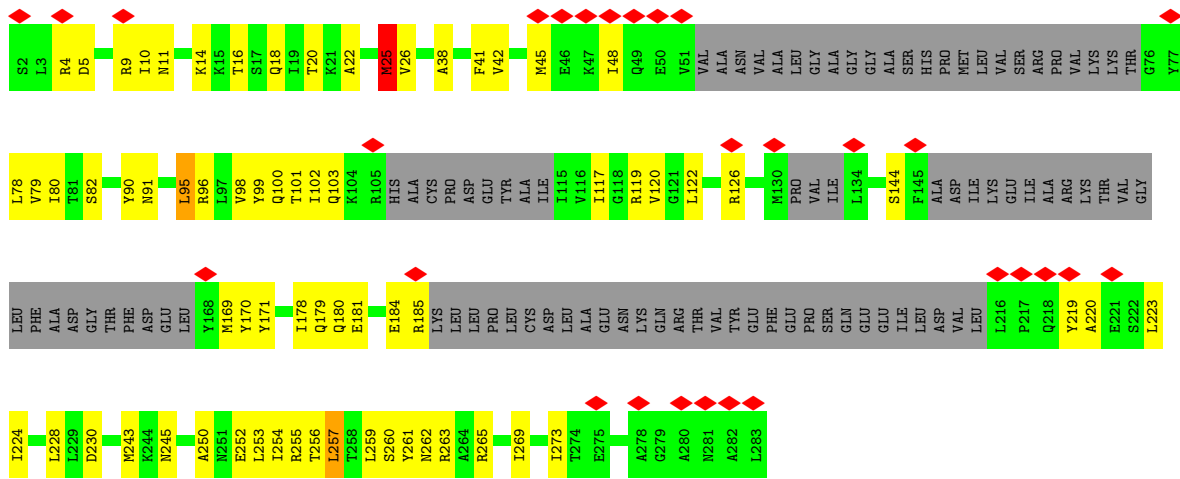 S2 L3 R4 D5 R9 I10 N11 K14 K15 T16 S17 Q18 I19 T20 K21 A22 M25 V26 A38 F41 V42 M45 E46 K47 I48 Q49 E50 V51 VAL ALA ASN VAL ALA LEU GLY ALA GLY GLY ALA SER HIS PRO MET LEU VAL SER ARG PRO VAL LYS LYS THR G76 Y77
L78 V79 I80 T81 S82 Y90 N91 L95 R96 L97 V98 Y99 Q100 T101 I102 Q103 K104 R105 HIS ALA CYS PRO ASP GLU TYR ALA ILE I115 V116 I117 G118 R119 V120 G121 L122 R126 M130 PRO VAL ILE L134 S144 F145 ALA ASP ILE LYS GLU ILE ALA ARG LYS THR VAL GLY
LEU PHE ALA ASP GLY THR PHE ASP GLU LEU Y168 M169 Y170 Y171 I178 Q179 Q180 E181 E184 R185 LYS LEU LEU PRO LEU CYS ASP LEU ALA GLU ASN LYS GLN ARG THR VAL TYR GLU PHE GLU PRO SER GLN GLU GLU ILE LEU ASP VAL LEU L216 P217 Q218 Y219 A220 E221 S222 L223
I224 L228 L229 D230 M243 K244 N245 A250 N251 E252 L253 I254 R255 T256 L257 T258 L259 S260 Y261 N262 R263 A264 R265 I269 I273 T274 E275 A278 G279 A280 N281 A282 L283